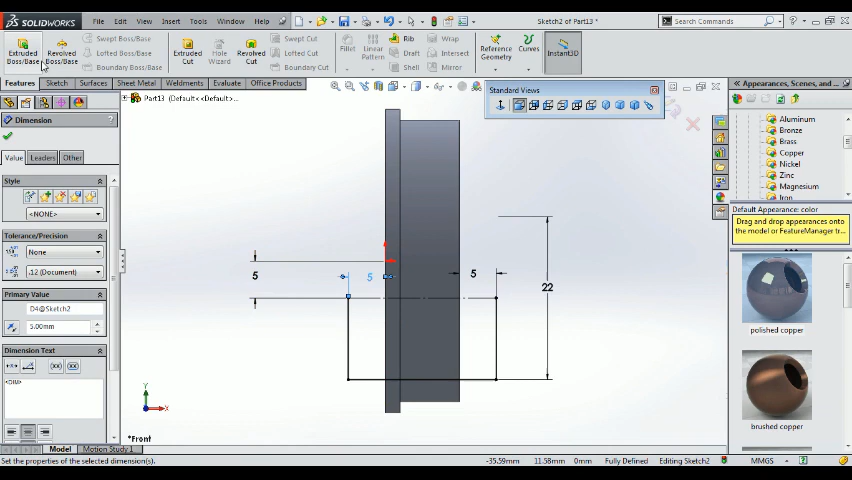 SOLIDWORKS File Edit View Insert Tools Window Help Sketch2 of Part13 * Search Commands
Extruded Boss/Base Revolved Boss/Base Swept Boss/Base Extruded Cut Hole Wizard Revolved Cut Swept Cut Fillet Linear Pattern Rib Wrap Reference Geometry Curves Instant3D
Lofted Boss/Base Lofted Cut Draft Intersect
Boundary Boss/Base Boundary Cut Shell Mirror
Features Sketch Surfaces Sheet Metal Weldments Evaluate Office Products
Appearances, Scenes, and...
Part13 (Default<<Default>...
Standard Views
Dimension
Value Leaders Other
Style
<NONE>
Tolerance/Precision
None
.12 (Document)
Primary Value
D4@Sketch2
5.00mm
Dimension Text
<DIM>
5
5
5
22
Y
X
*Front
Aluminum
Bronze
Brass
Copper
Nickel
Zinc
Magnesium
Iron
Default Appearance: color
Drag and drop appearances onto
the model or FeatureManager tr...
polished copper
brushed copper
Model Motion Study 1
Set the properties of the selected dimension(s). -35.59mm 11.58mm 0mm Fully Defined Editing Sketch2 MMGS